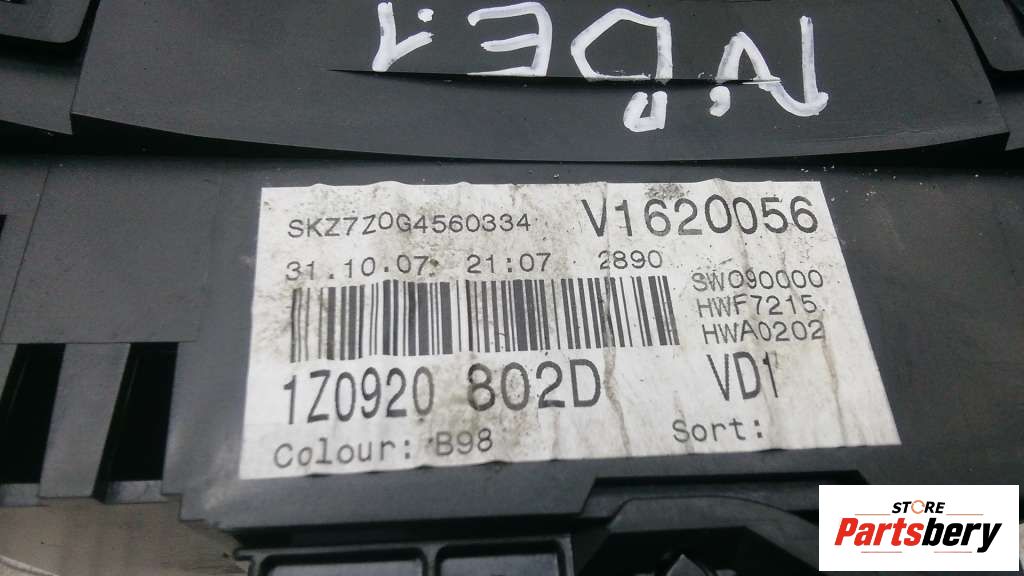 SKZ7Z0G4560334 V1620056
31.10.07 21:07 2890
SW090000
HWF7215
HWA0202
1Z0920 802D VD1
Colour: B98 Sort:
STORE
Partsbery